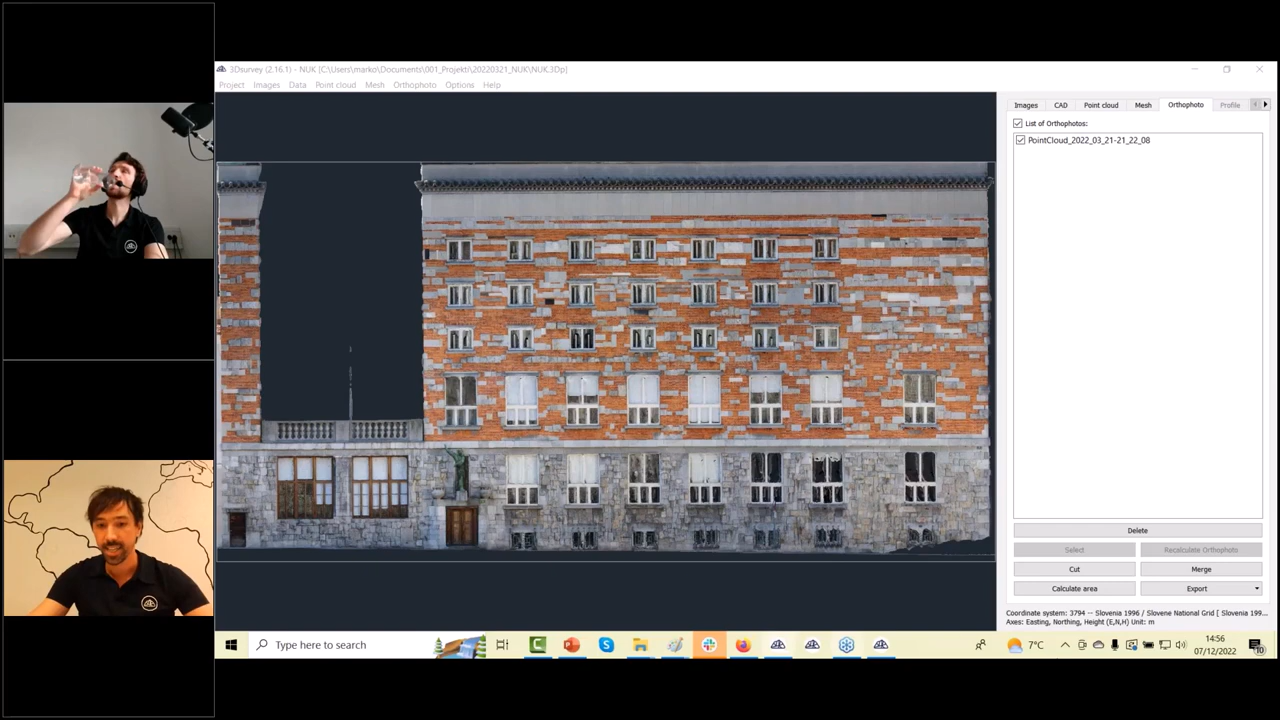 3Dsurvey (2.16.1) - NUK [C:\Users\marko\Documents\001_Projekti\20220321_NUK\NUK.3Dp]
Project Images Data Point cloud Mesh Orthophoto Options Help
Images CAD Point cloud Mesh Orthophoto Profile
List of Orthophotos:
PointCloud_2022_03_21-21_22_08
Delete
Select Recalculate Orthophoto
Cut Merge
Calculate area Export
Coordinate system: 3794 -- Slovenia 1996 / Slovene National Grid [ Slovenia 199...
Axes: Easting, Northing, Height (E,N,H) Unit: m
Type here to search
7°C
14:56
07/12/2022
10